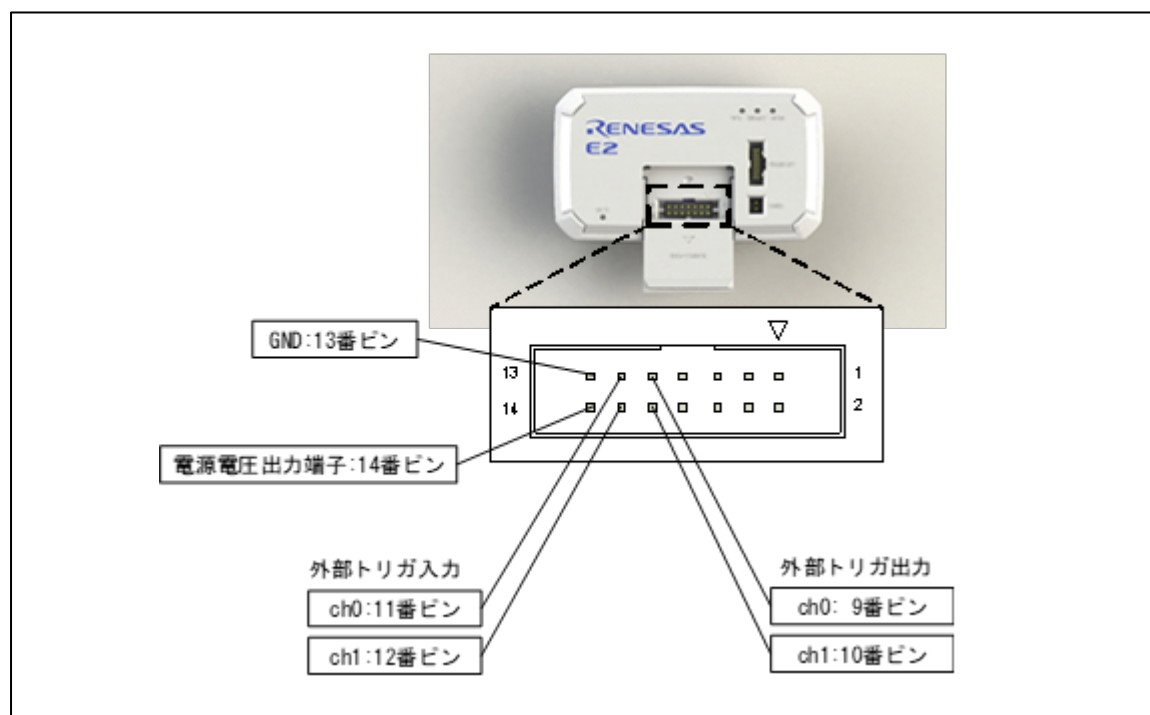 RENESAS
E2
GND:13番ピン
13
1
14
2
電源電圧出力端子:14番ピン
外部トリガ入力
ch0:11番ピン
ch1:12番ピン
外部トリガ出力
ch0: 9番ピン
ch1:10番ピン